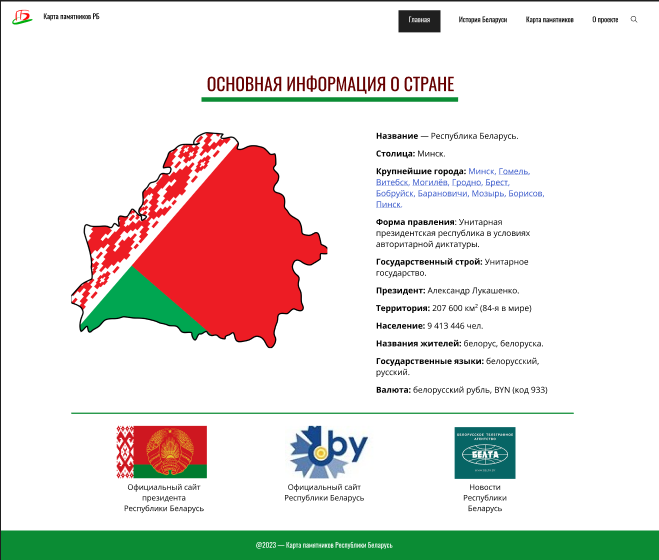 Карта памятников РБ
Главная
История Беларуси
Карта памятников
О проекте
ОСНОВНАЯ ИНФОРМАЦИЯ О СТРАНЕ
Название — Республика Беларусь.
Столица: Минск.
Крупнейшие города: Минск, Гомель,
Витебск, Могилёв, Гродно, Брест,
Бобруйск, Барановичи, Мозырь, Борисов,
Пинск.
Форма правления: Унитарная
президентская республика в условиях
авторитарной диктатуры.
Государственный строй: Унитарное
государство.
Президент: Александр Лукашенко.
Территория: 207 600 км² (84-я в мире)
Население: 9 413 446 чел.
Названия жителей: белорус, белоруска.
Государственные языки: белорусский,
русский.
Валюта: белорусский рубль, BYN (код 933)
by
БЕЛОРУССКОЕ ТЕЛЕГРАФНОЕ
АГЕНТСТВО
БЕЛТА
Официальный сайт
президента
Республики Беларусь
Официальный сайт
Республики Беларусь
Новости
Республики
Беларусь
@2023 — Карта памятников Республики Беларусь